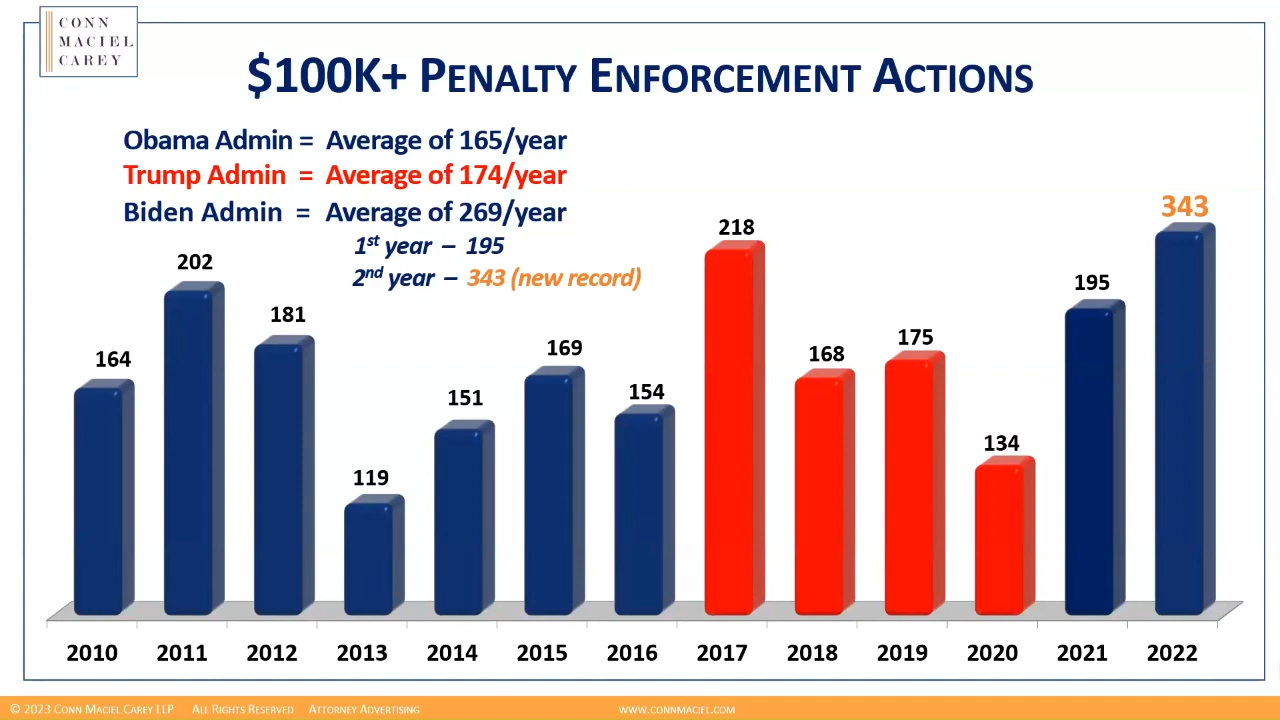 CONN
MACIEL
CAREY
$100K+ PENALTY ENFORCEMENT ACTIONS
Obama Admin = Average of 165/year
Trump Admin = Average of 174/year
Biden Admin = Average of 269/year
1st year – 195
2nd year – 343 (new record)
164
202
181
119
151
169
154
218
168
175
134
195
343
2010 2011 2012 2013 2014 2015 2016 2017 2018 2019 2020 2021 2022
© 2023 CONN MACIEL CAREY LLP ALL RIGHTS RESERVED ATTORNEY ADVERTISING WWW.CONNMACIEL.COM